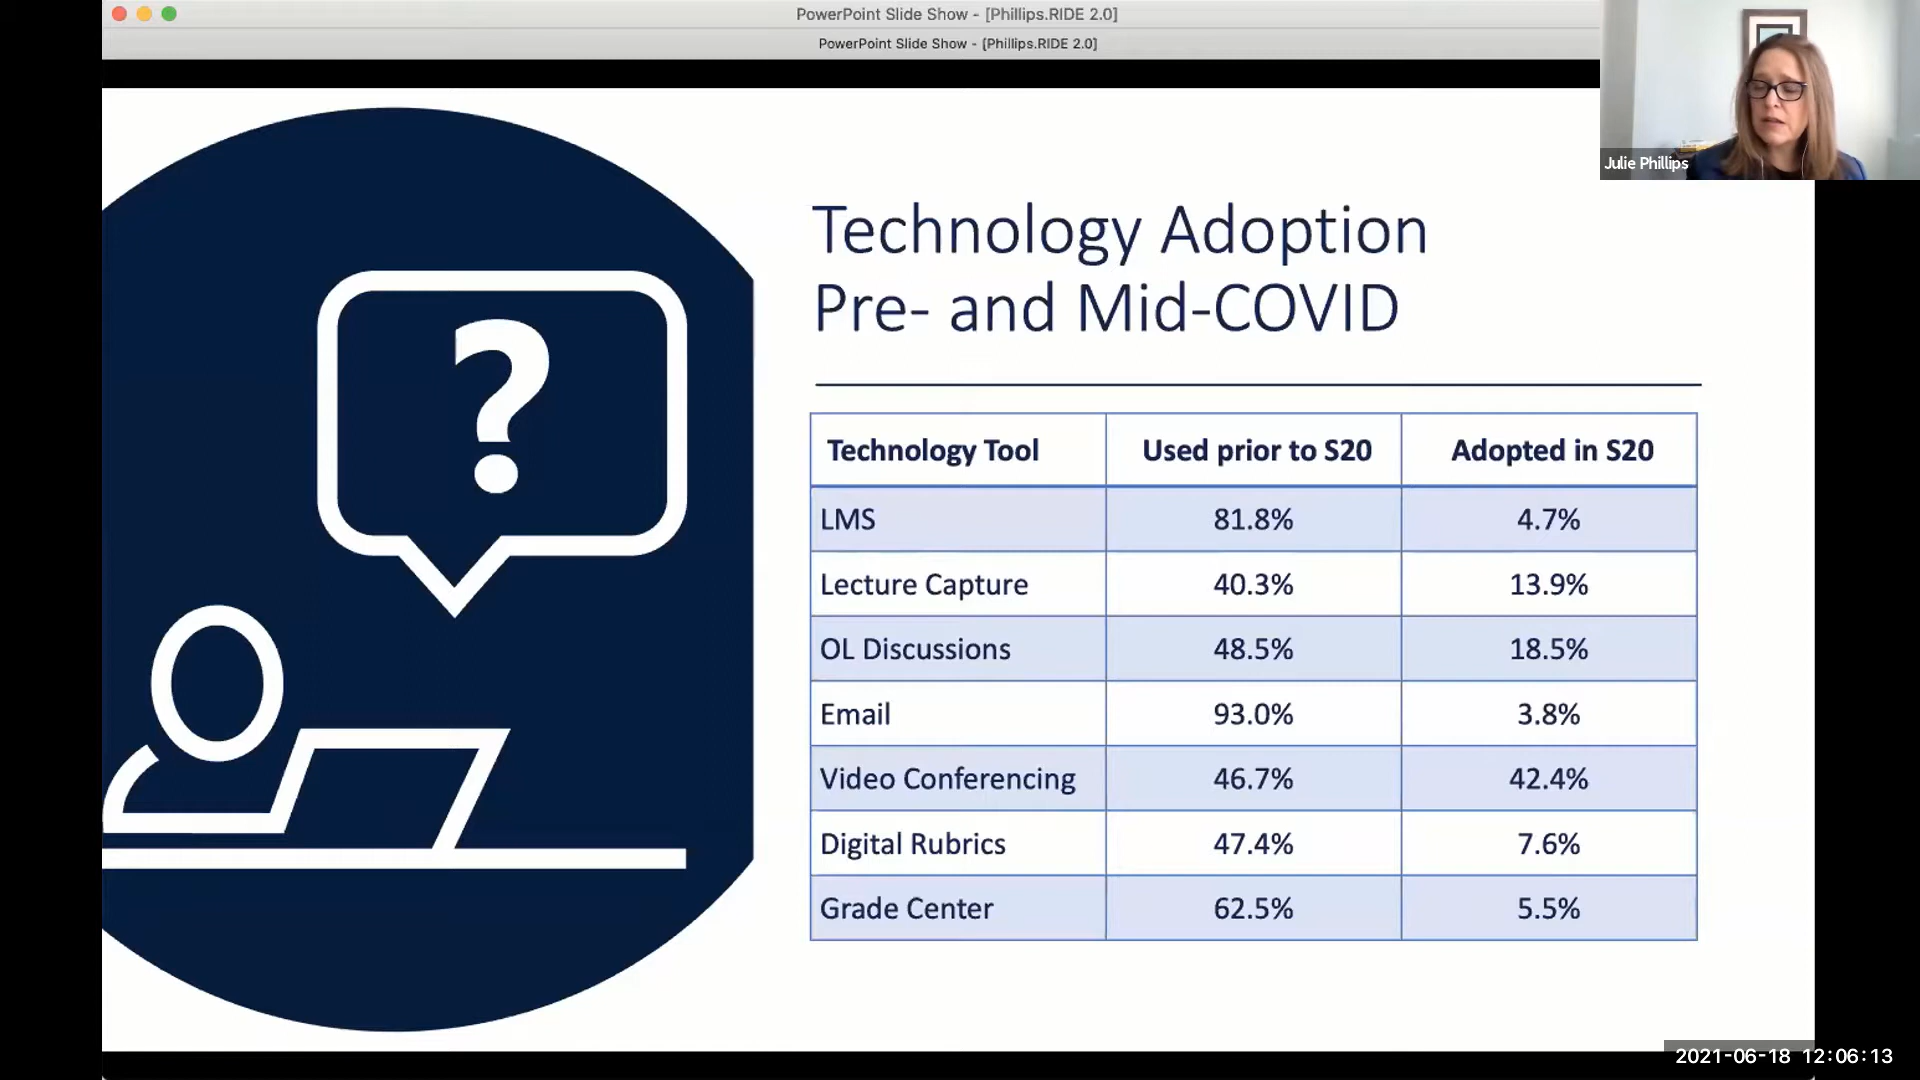 PowerPoint Slide Show - [Phillips.RIDE 2.0]
PowerPoint Slide Show - [Phillips.RIDE 2.0]
Julie Phillips
?
Technology Adoption
Pre- and Mid-COVID
Technology Tool Used prior to S20 Adopted in S20
LMS 81.8% 4.7%
Lecture Capture 40.3% 13.9%
OL Discussions 48.5% 18.5%
Email 93.0% 3.8%
Video Conferencing 46.7% 42.4%
Digital Rubrics 47.4% 7.6%
Grade Center 62.5% 5.5%
2021-06-18 12:06:13